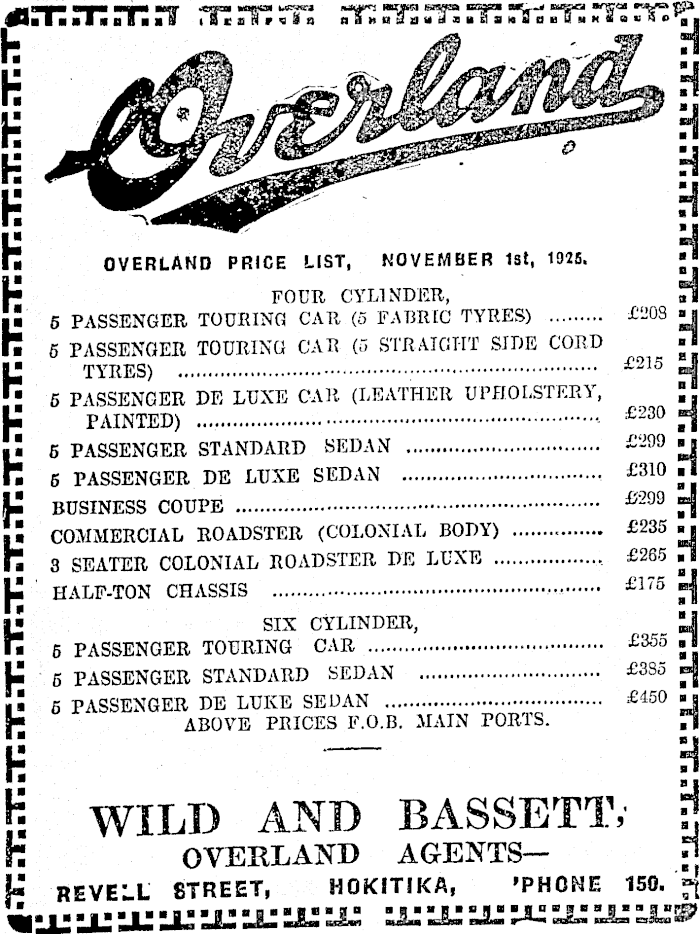 Overland
OVERLAND PRICE LIST, NOVEMBER 1st, 1925.
FOUR CYLINDER,
5 PASSENGER TOURING CAR (5 FABRIC TYRES) ......... £208
5 PASSENGER TOURING CAR (5 STRAIGHT SIDE CORD
TYRES) ............................................................ £215
5 PASSENGER DE LUXE CAR (LEATHER UPHOLSTERY,
PAINTED) ......................................................... £230
5 PASSENGER STANDARD SEDAN ............................ £299
5 PASSENGER DE LUXE SEDAN ............................. £310
BUSINESS COUPE ..................................................... £299
COMMERCIAL ROADSTER (COLONIAL BODY) ............. £235
3 SEATER COLONIAL ROADSTER DE LUXE ................ £265
HALF-TON CHASSIS ............................................... £175
SIX CYLINDER,
5 PASSENGER TOURING CAR .................................. £355
5 PASSENGER STANDARD SEDAN .......................... £385
5 PASSENGER DE LUKE SEDAN ............................... £450
ABOVE PRICES F.O.B. MAIN PORTS.
WILD AND BASSETT,
OVERLAND AGENTS—
REVELL STREET, HOKITIKA, 'PHONE 150.